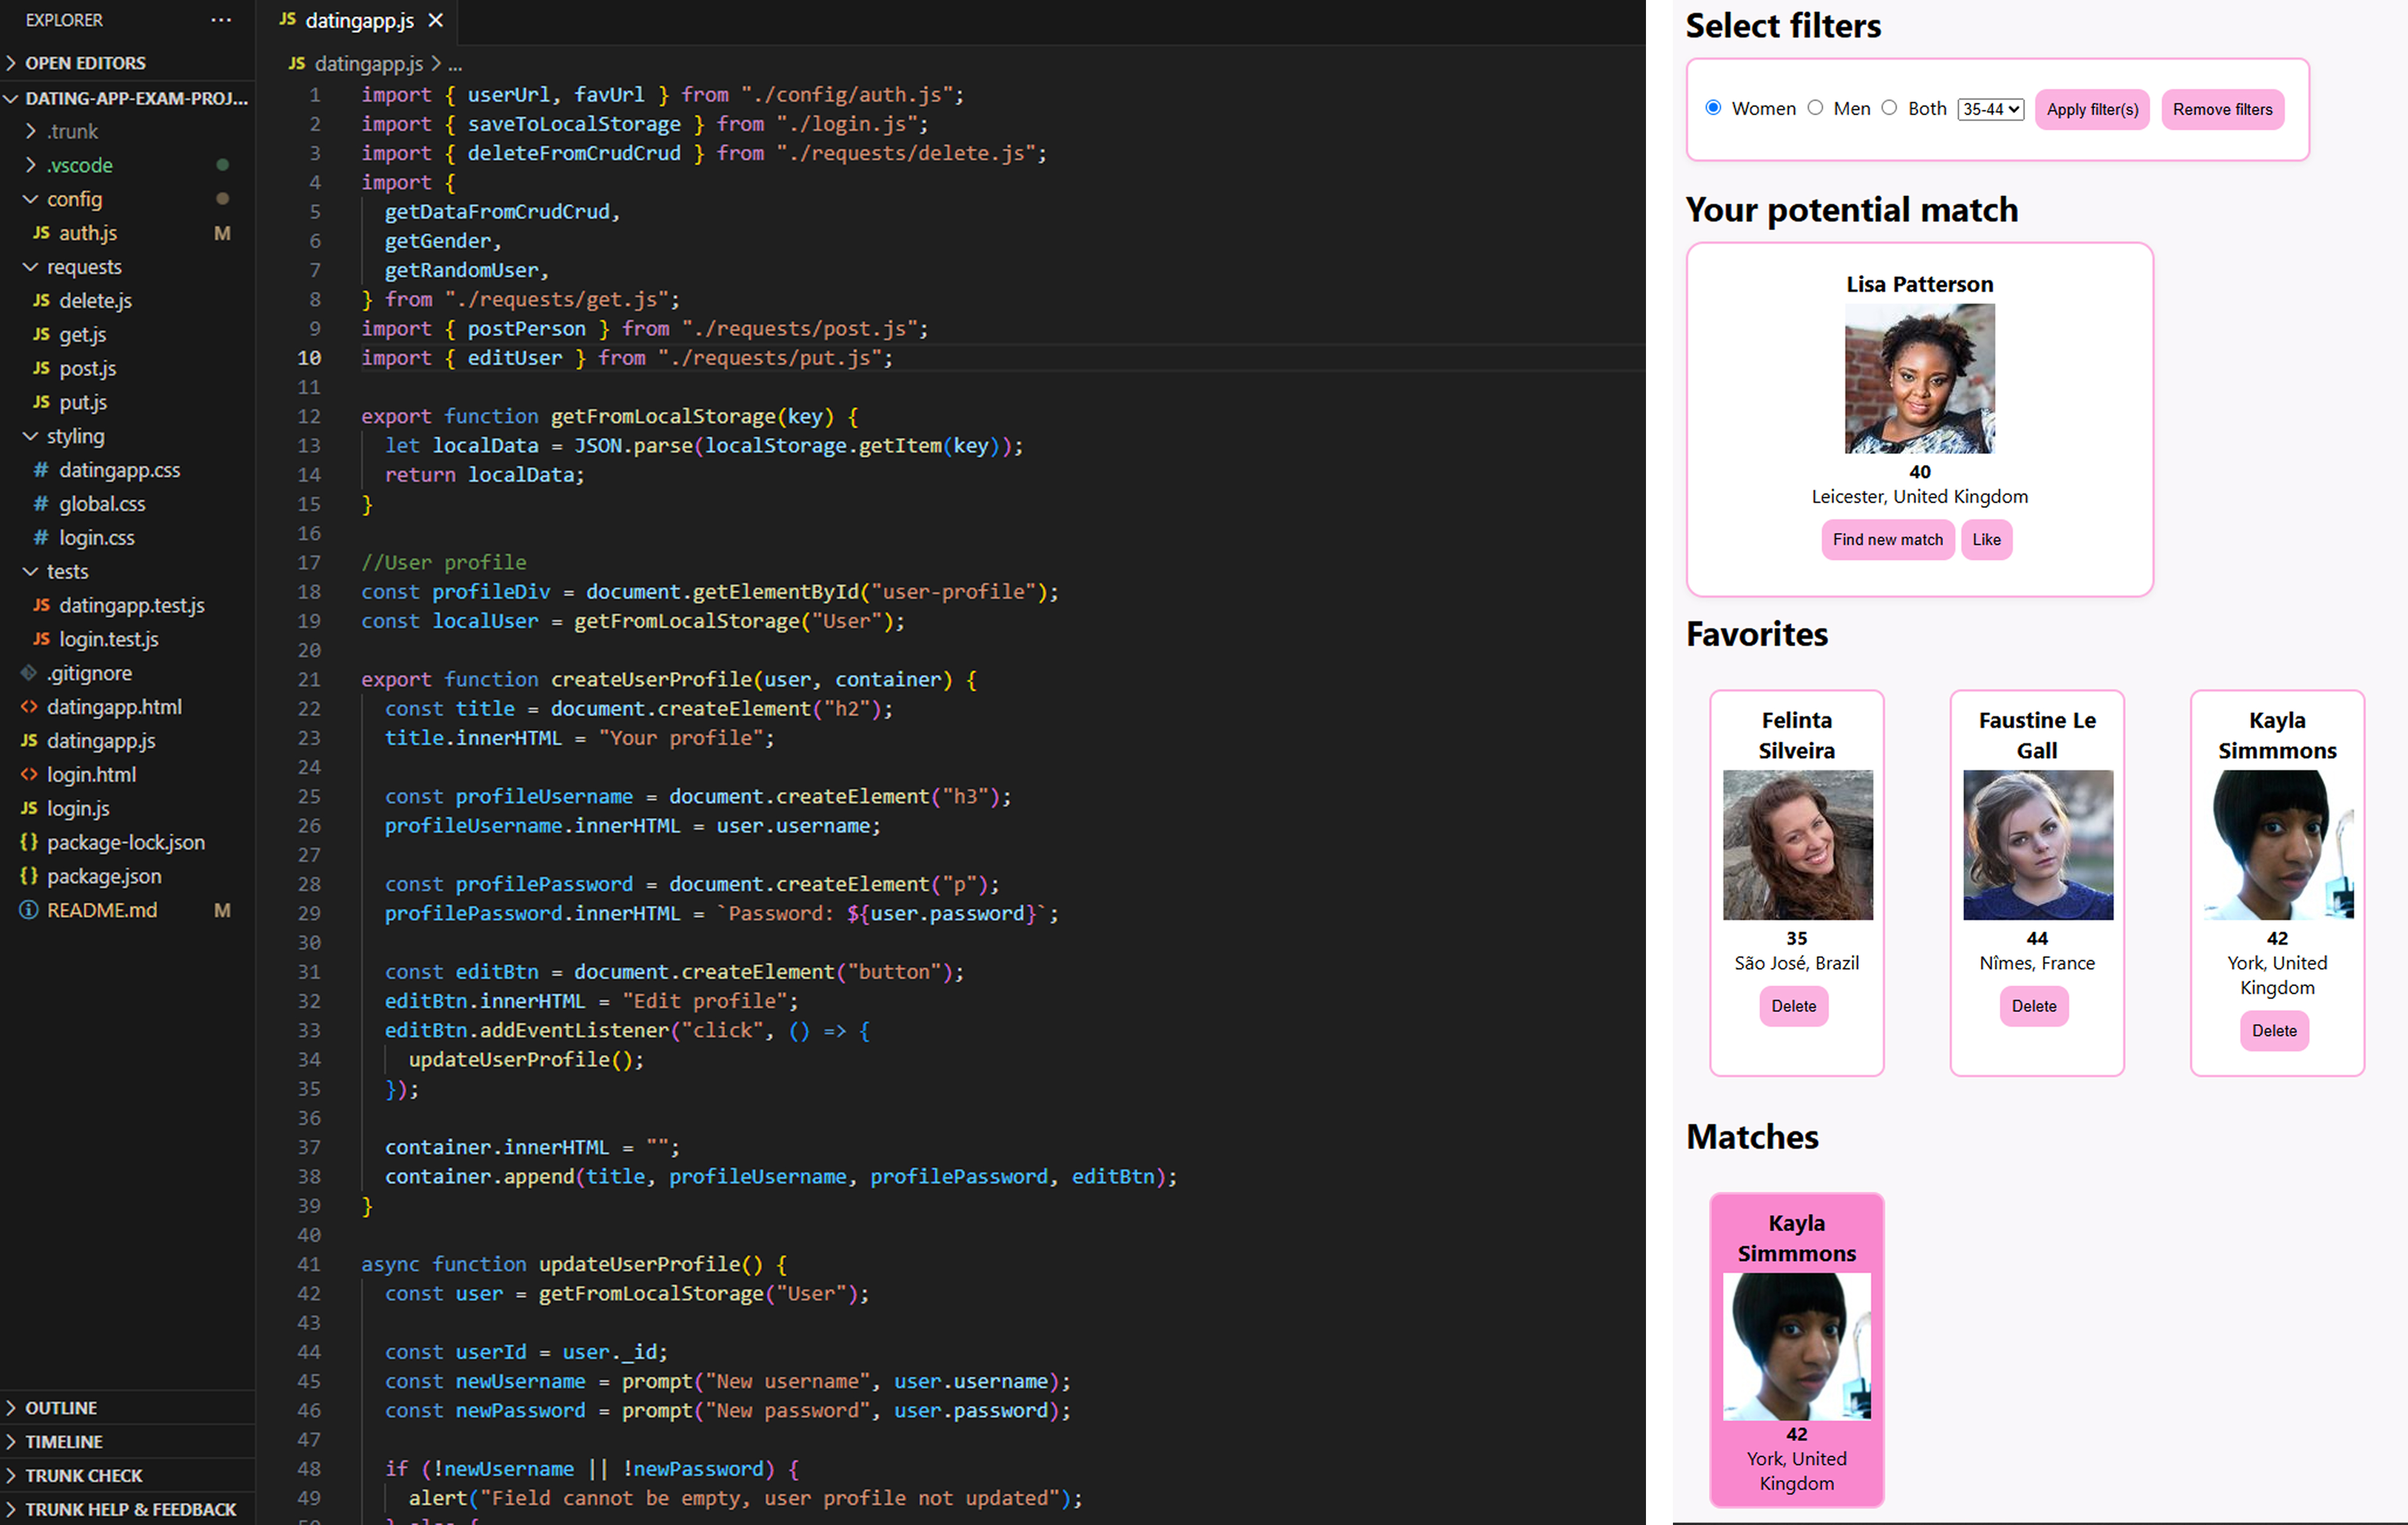 EXPLORER ...
OPEN EDITORS
DATING-APP-EXAM-PROJ...
.trunk
.vscode
config
JS auth.js M
requests
JS delete.js
JS get.js
JS post.js
JS put.js
styling
# datingapp.css
# global.css
# login.css
tests
JS datingapp.test.js
JS login.test.js
.gitignore
<> datingapp.html
JS datingapp.js
<> login.html
JS login.js
{} package-lock.json
{} package.json
README.md M
OUTLINE
TIMELINE
TRUNK CHECK
TRUNK HELP & FEEDBACK
JS datingapp.js ×
JS datingapp.js > ...
1 import { userUrl, favUrl } from "./config/auth.js";
2 import { saveToLocalStorage } from "./login.js";
3 import { deleteFromCrudCrud } from "./requests/delete.js";
4 import {
5 getDataFromCrudCrud,
6 getGender,
7 getRandomUser,
8 } from "./requests/get.js";
9 import { postPerson } from "./requests/post.js";
10 import { editUser } from "./requests/put.js";
11
12 export function getFromLocalStorage(key) {
13 let localData = JSON.parse(localStorage.getItem(key));
14 return localData;
15 }
16
17 //User profile
18 const profileDiv = document.getElementById("user-profile");
19 const localUser = getFromLocalStorage("User");
20
21 export function createUserProfile(user, container) {
22 const title = document.createElement("h2");
23 title.innerHTML = "Your profile";
24
25 const profileUsername = document.createElement("h3");
26 profileUsername.innerHTML = user.username;
27
28 const profilePassword = document.createElement("p");
29 profilePassword.innerHTML = `Password: ${user.password}`;
30
31 const editBtn = document.createElement("button");
32 editBtn.innerHTML = "Edit profile";
33 editBtn.addEventListener("click", () => {
34 updateUserProfile();
35 });
36
37 container.innerHTML = "";
38 container.append(title, profileUsername, profilePassword, editBtn);
39 }
40
41 async function updateUserProfile() {
42 const user = getFromLocalStorage("User");
43
44 const userId = user._id;
45 const newUsername = prompt("New username", user.username);
46 const newPassword = prompt("New password", user.password);
47
48 if (!newUsername || !newPassword) {
49 alert("Field cannot be empty, user profile not updated");
50 } else {
Select filters
Women Men Both 35-44 Apply filter(s) Remove filters
Your potential match
Lisa Patterson
40
Leicester, United Kingdom
Find new match Like
Favorites
Felinta
Silveira
35
São José, Brazil
Delete
Faustine Le
Gall
44
Nîmes, France
Delete
Kayla
Simmmons
42
York, United
Kingdom
Delete
Matches
Kayla
Simmmons
42
York, United
Kingdom